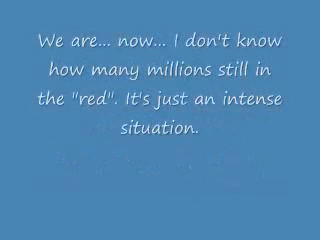 We are... now... I don't know
how many millions still in
the "red". It's just an intense
situation.